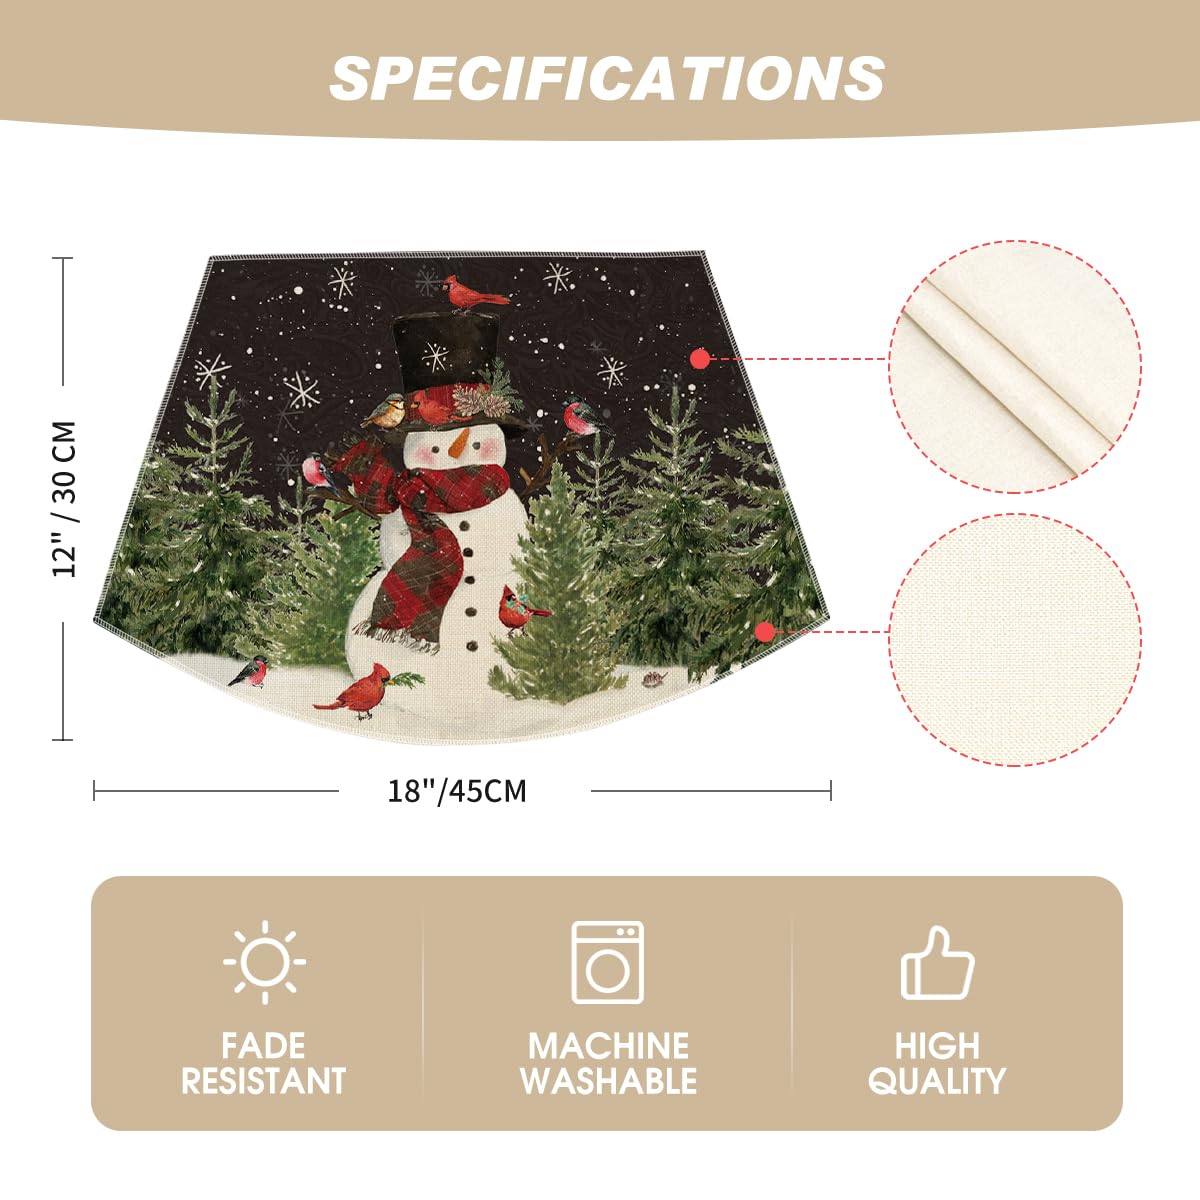 SPECIFICATIONS
12" / 30 CM
18"/45CM
FADE
RESISTANT
MACHINE
WASHABLE
HIGH
QUALITY